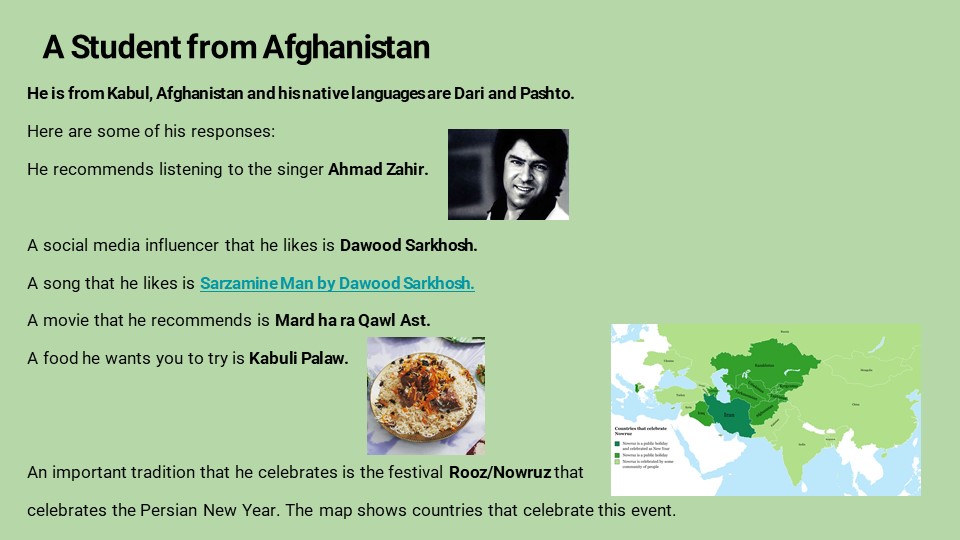 A Student from Afghanistan
He is from Kabul, Afghanistan and his native languages are Dari and Pashto.
Here are some of his responses:
He recommends listening to the singer Ahmad Zahir.
A social media influencer that he likes is Dawood Sarkhosh.
A song that he likes is Sarzamine Man by Dawood Sarkhosh.
A movie that he recommends is Mard ha ra Qawl Ast.
A food he wants you to try is Kabuli Palaw.
An important tradition that he celebrates is the festival Rooz/Nowruz that
celebrates the Persian New Year. The map shows countries that celebrate this event.
Countries that celebrate
Nowruz
Nowruz is a public holiday
and celebrated as New Year
Nowruz is a public holiday
Nowruz is celebrated by some
community of people
Russia
Kazakhstan
Mongolia
China
Iran
India
Turkey